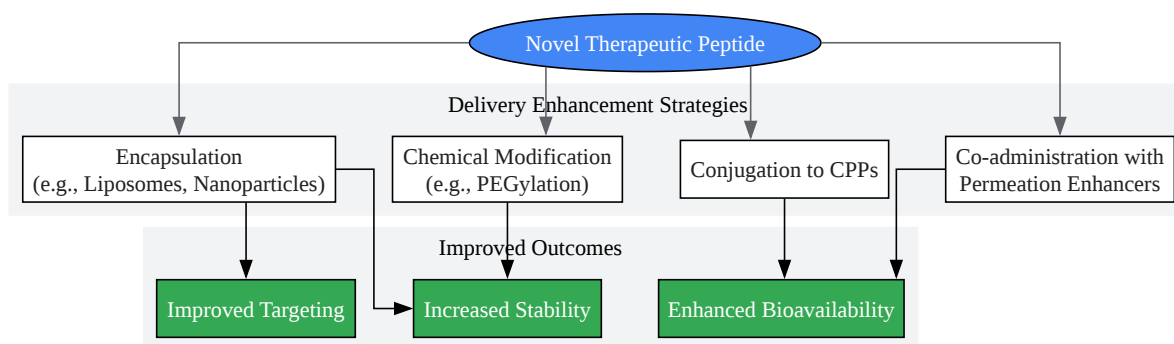 Novel Therapeutic Peptide
Delivery Enhancement Strategies
Encapsulation
(e.g., Liposomes, Nanoparticles)
Chemical Modification
(e.g., PEGylation)
Conjugation to CPPs
Co-administration with
Permeation Enhancers
Improved Outcomes
Improved Targeting
Increased Stability
Enhanced Bioavailability